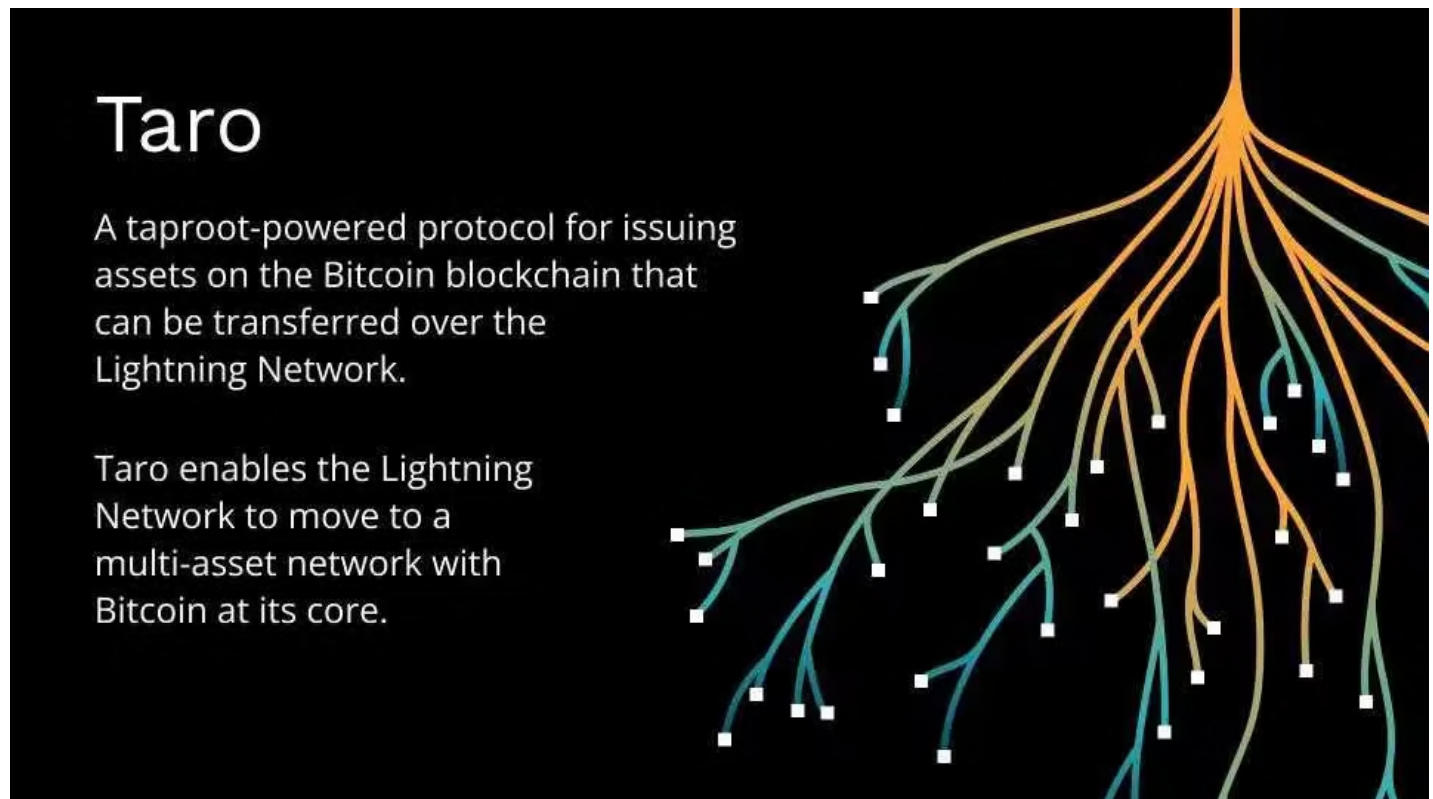 Taro
A taproot-powered protocol for issuing
assets on the Bitcoin blockchain that
can be transferred over the
Lightning Network.
Taro enables the Lightning
Network to move to a
multi-asset network with
Bitcoin at its core.